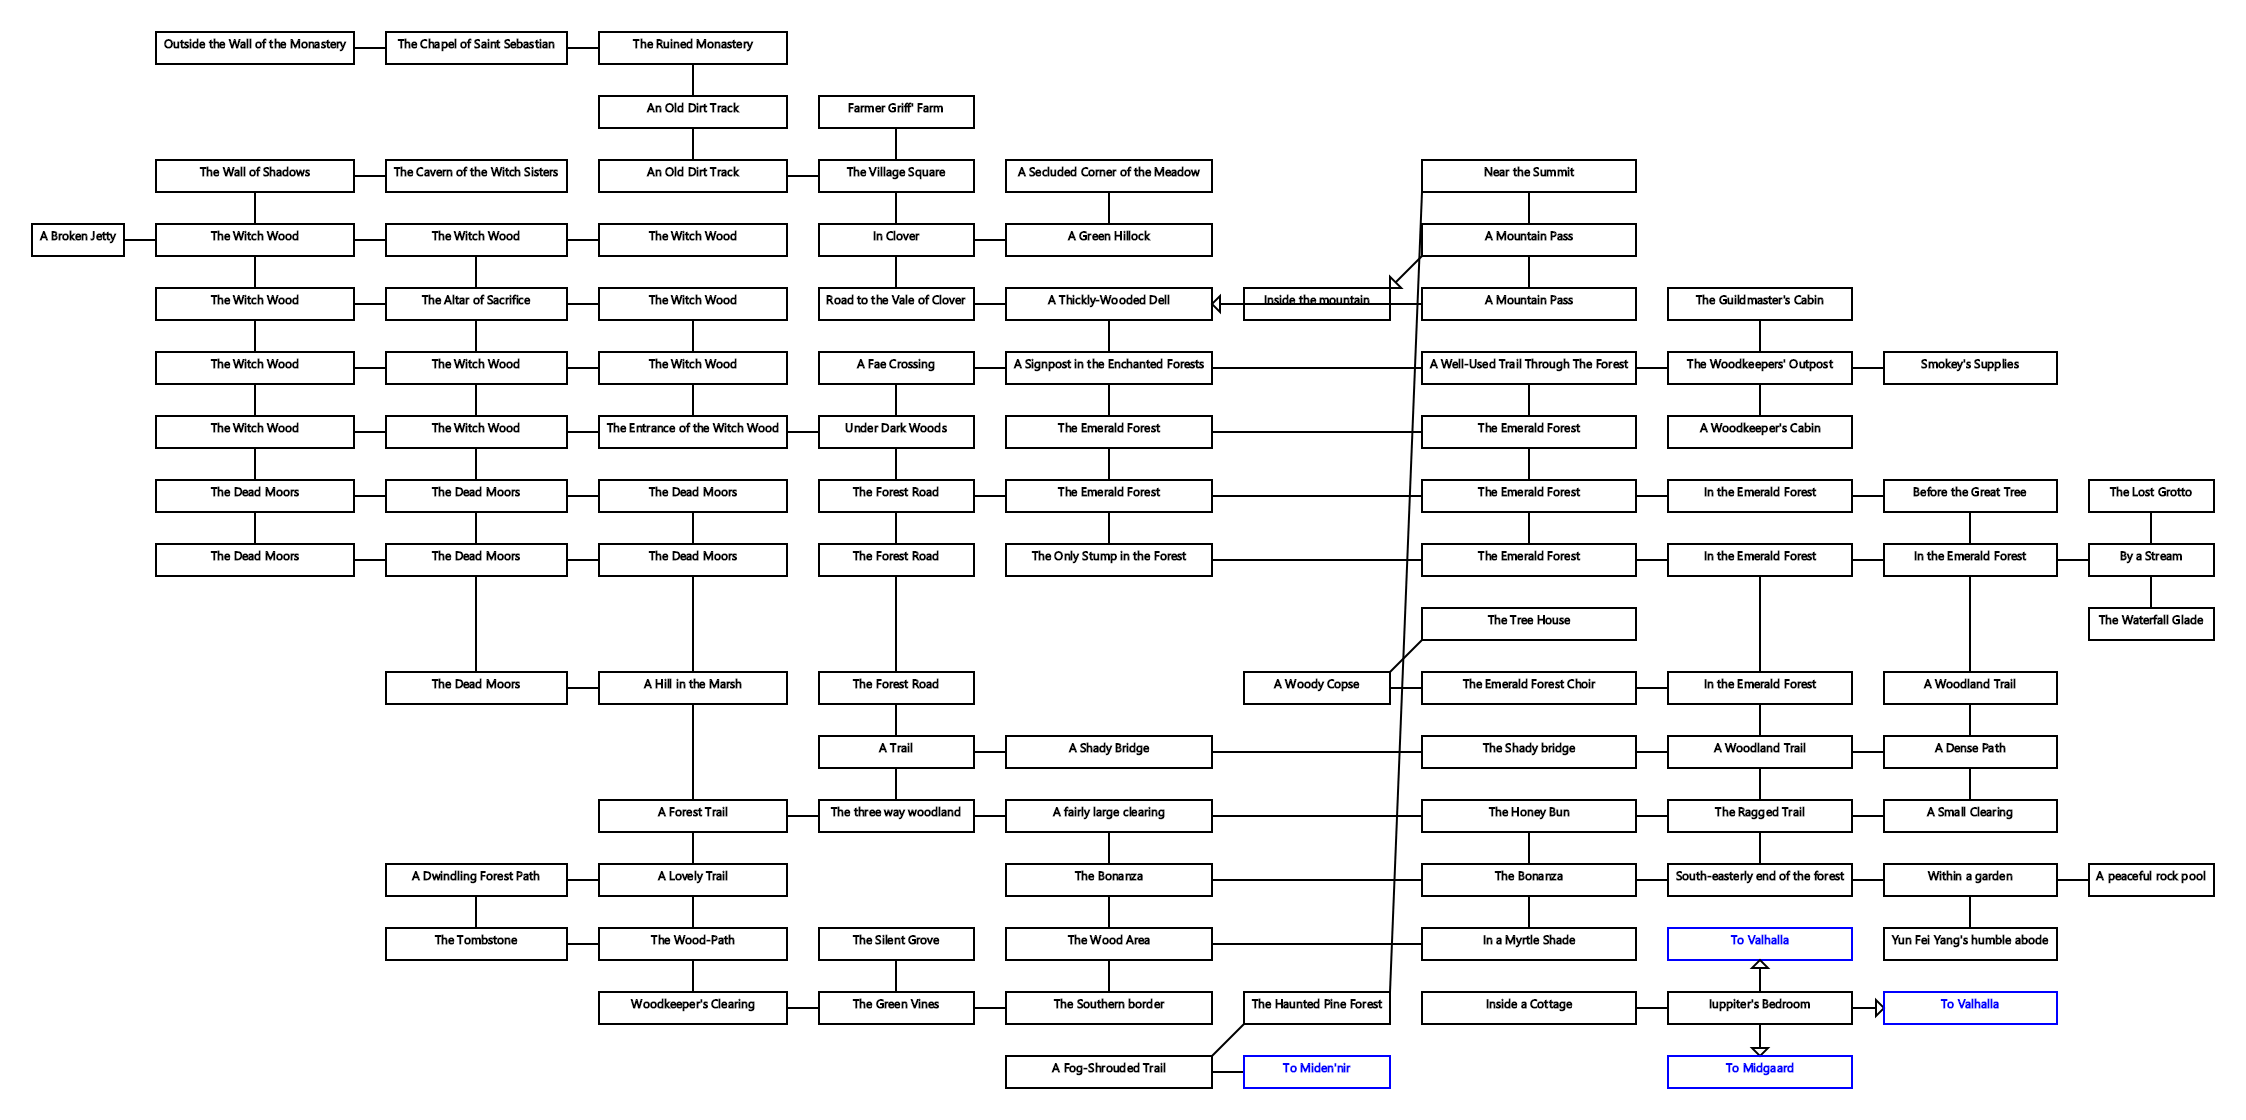 Outside the Wall of the Monastery
The Chapel of Saint Sebastian
The Ruined Monastery
An Old Dirt Track
Farmer Griff' Farm
The Wall of Shadows
The Cavern of the Witch Sisters
An Old Dirt Track
The Village Square
A Secluded Corner of the Meadow
Near the Summit
A Broken Jetty
The Witch Wood
The Witch Wood
The Witch Wood
In Clover
A Green Hillock
A Mountain Pass
The Witch Wood
The Altar of Sacrifice
The Witch Wood
Road to the Vale of Clover
A Thickly-Wooded Dell
Inside the mountain
A Mountain Pass
The Guildmaster's Cabin
The Witch Wood
The Witch Wood
The Witch Wood
A Fae Crossing
A Signpost in the Enchanted Forests
A Well-Used Trail Through The Forest
The Woodkeepers' Outpost
Smokey's Supplies
The Witch Wood
The Witch Wood
The Entrance of the Witch Wood
Under Dark Woods
The Emerald Forest
The Emerald Forest
A Woodkeeper's Cabin
The Dead Moors
The Dead Moors
The Dead Moors
The Forest Road
The Emerald Forest
The Emerald Forest
In the Emerald Forest
Before the Great Tree
The Lost Grotto
The Dead Moors
The Dead Moors
The Dead Moors
The Forest Road
The Only Stump in the Forest
The Emerald Forest
In the Emerald Forest
In the Emerald Forest
By a Stream
The Tree House
The Waterfall Glade
The Dead Moors
A Hill in the Marsh
The Forest Road
A Woody Copse
The Emerald Forest Choir
In the Emerald Forest
A Woodland Trail
A Trail
A Shady Bridge
The Shady bridge
A Woodland Trail
A Dense Path
A Forest Trail
The three way woodland
A fairly large clearing
The Honey Bun
The Ragged Trail
A Small Clearing
A Dwindling Forest Path
A Lovely Trail
The Bonanza
The Bonanza
South-easterly end of the forest
Within a garden
A peaceful rock pool
The Tombstone
The Wood-Path
The Silent Grove
The Wood Area
In a Myrtle Shade
To Valhalla
Yun Fei Yang's humble abode
Woodkeeper's Clearing
The Green Vines
The Southern border
The Haunted Pine Forest
Inside a Cottage
Iuppiter's Bedroom
To Valhalla
A Fog-Shrouded Trail
To Miden'nir
To Midgaard